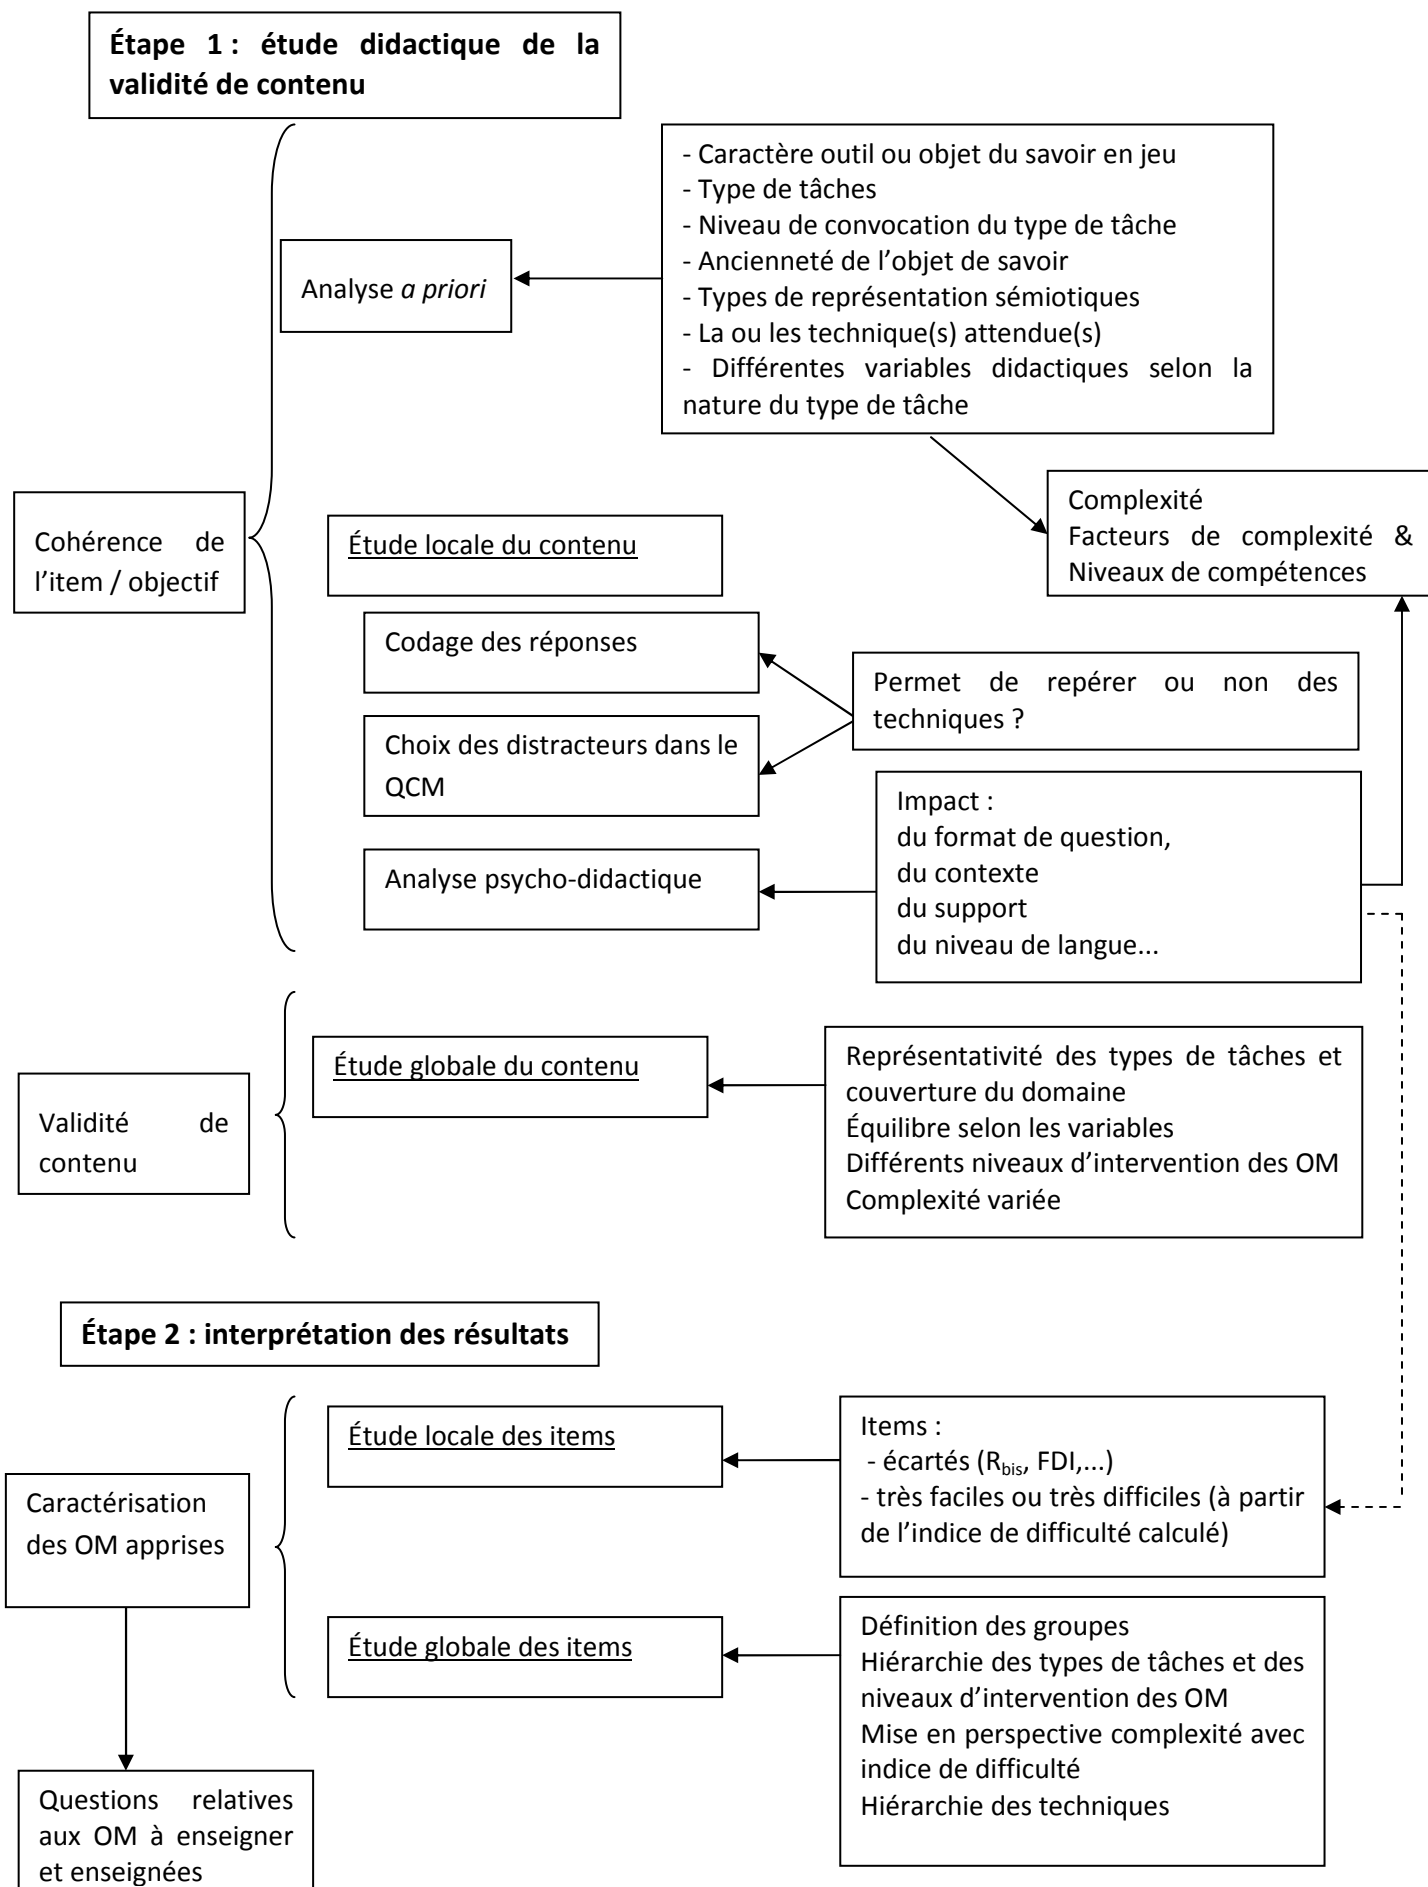 Étape 1 : étude didactique de la
validité de contenu
- Caractère outil ou objet du savoir en jeu
- Type de tâches
- Niveau de convocation du type de tâche
- Ancienneté de l’objet de savoir
- Types de représentation sémiotiques
- La ou les technique(s) attendue(s)
- Différentes variables didactiques selon la
nature du type de tâche
Analyse a priori
Complexité
Facteurs de complexité &
Niveaux de compétences
Cohérence de
l’item / objectif
Étude locale du contenu
Codage des réponses
Permet de repérer ou non des
techniques ?
Choix des distracteurs dans le
QCM
Impact :
du format de question,
du contexte
du support
du niveau de langue...
Analyse psycho-didactique
Étude globale du contenu
Représentativité des types de tâches et
couverture du domaine
Équilibre selon les variables
Différents niveaux d’intervention des OM
Complexité variée
Validité de
contenu
Étape 2 : interprétation des résultats
Étude locale des items
Items :
- écartés (Rbis, FDI,...)
- très faciles ou très difficiles (à partir
de l’indice de difficulté calculé)
Caractérisation
des OM apprises
Étude globale des items
Définition des groupes
Hiérarchie des types de tâches et des
niveaux d’intervention des OM
Mise en perspective complexité avec
indice de difficulté
Hiérarchie des techniques
Questions relatives
aux OM à enseigner
et enseignées